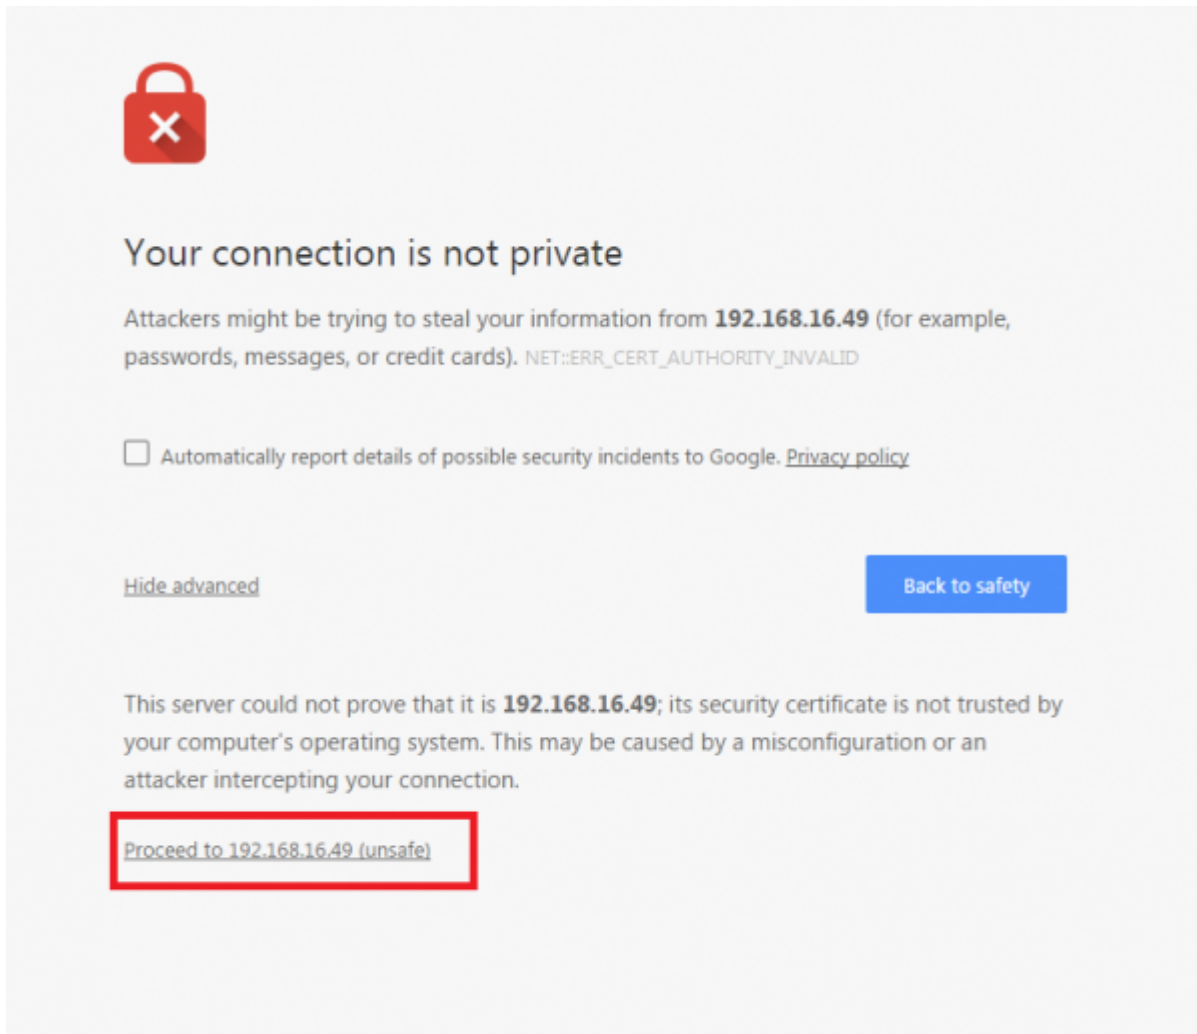 Your connection is not private
Attackers might be trying to steal your information from 192.168.16.49 (for example,
passwords, messages, or credit cards). NET::ERR_CERT_AUTHORITY_INVALID
Automatically report details of possible security incidents to Google. Privacy policy
Hide advanced
Back to safety
This server could not prove that it is 192.168.16.49; its security certificate is not trusted by
your computer's operating system. This may be caused by a misconfiguration or an
attacker intercepting your connection.
Proceed to 192.168.16.49 (unsafe)